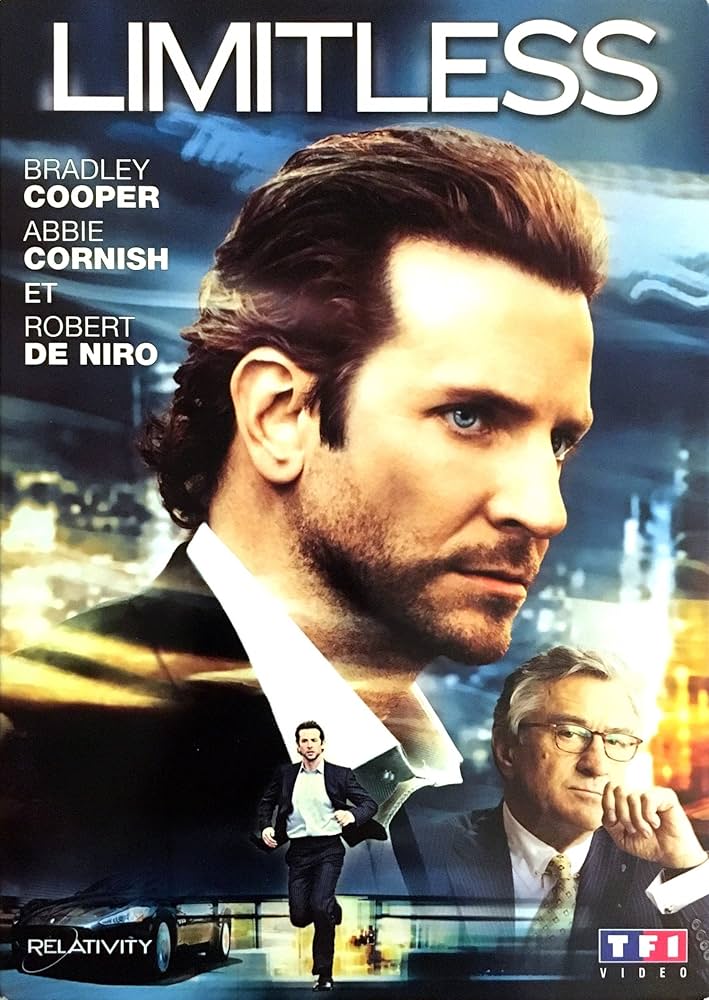 LIMITLESS
BRADLEY
COOPER
ABBIE
CORNISH
ET
ROBERT
DE NIRO
RELATIVITY
TF1
VIDEO